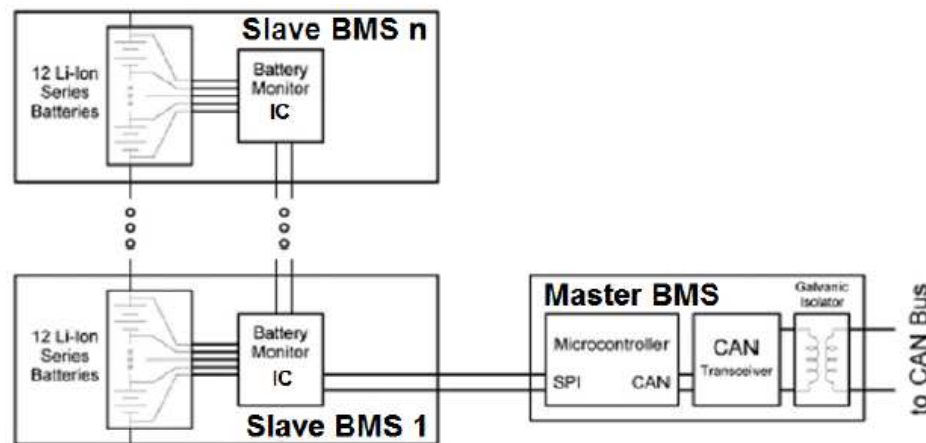 Slave BMS n
12 Li-Ion
Series
Batteries
Battery
Monitor
IC
12 Li-Ion
Series
Batteries
Battery
Monitor
IC
Slave BMS 1
Master BMS
Microcontroller
SPI CAN
CAN
Transceiver
Galvanic
Isolator
to CAN Bus